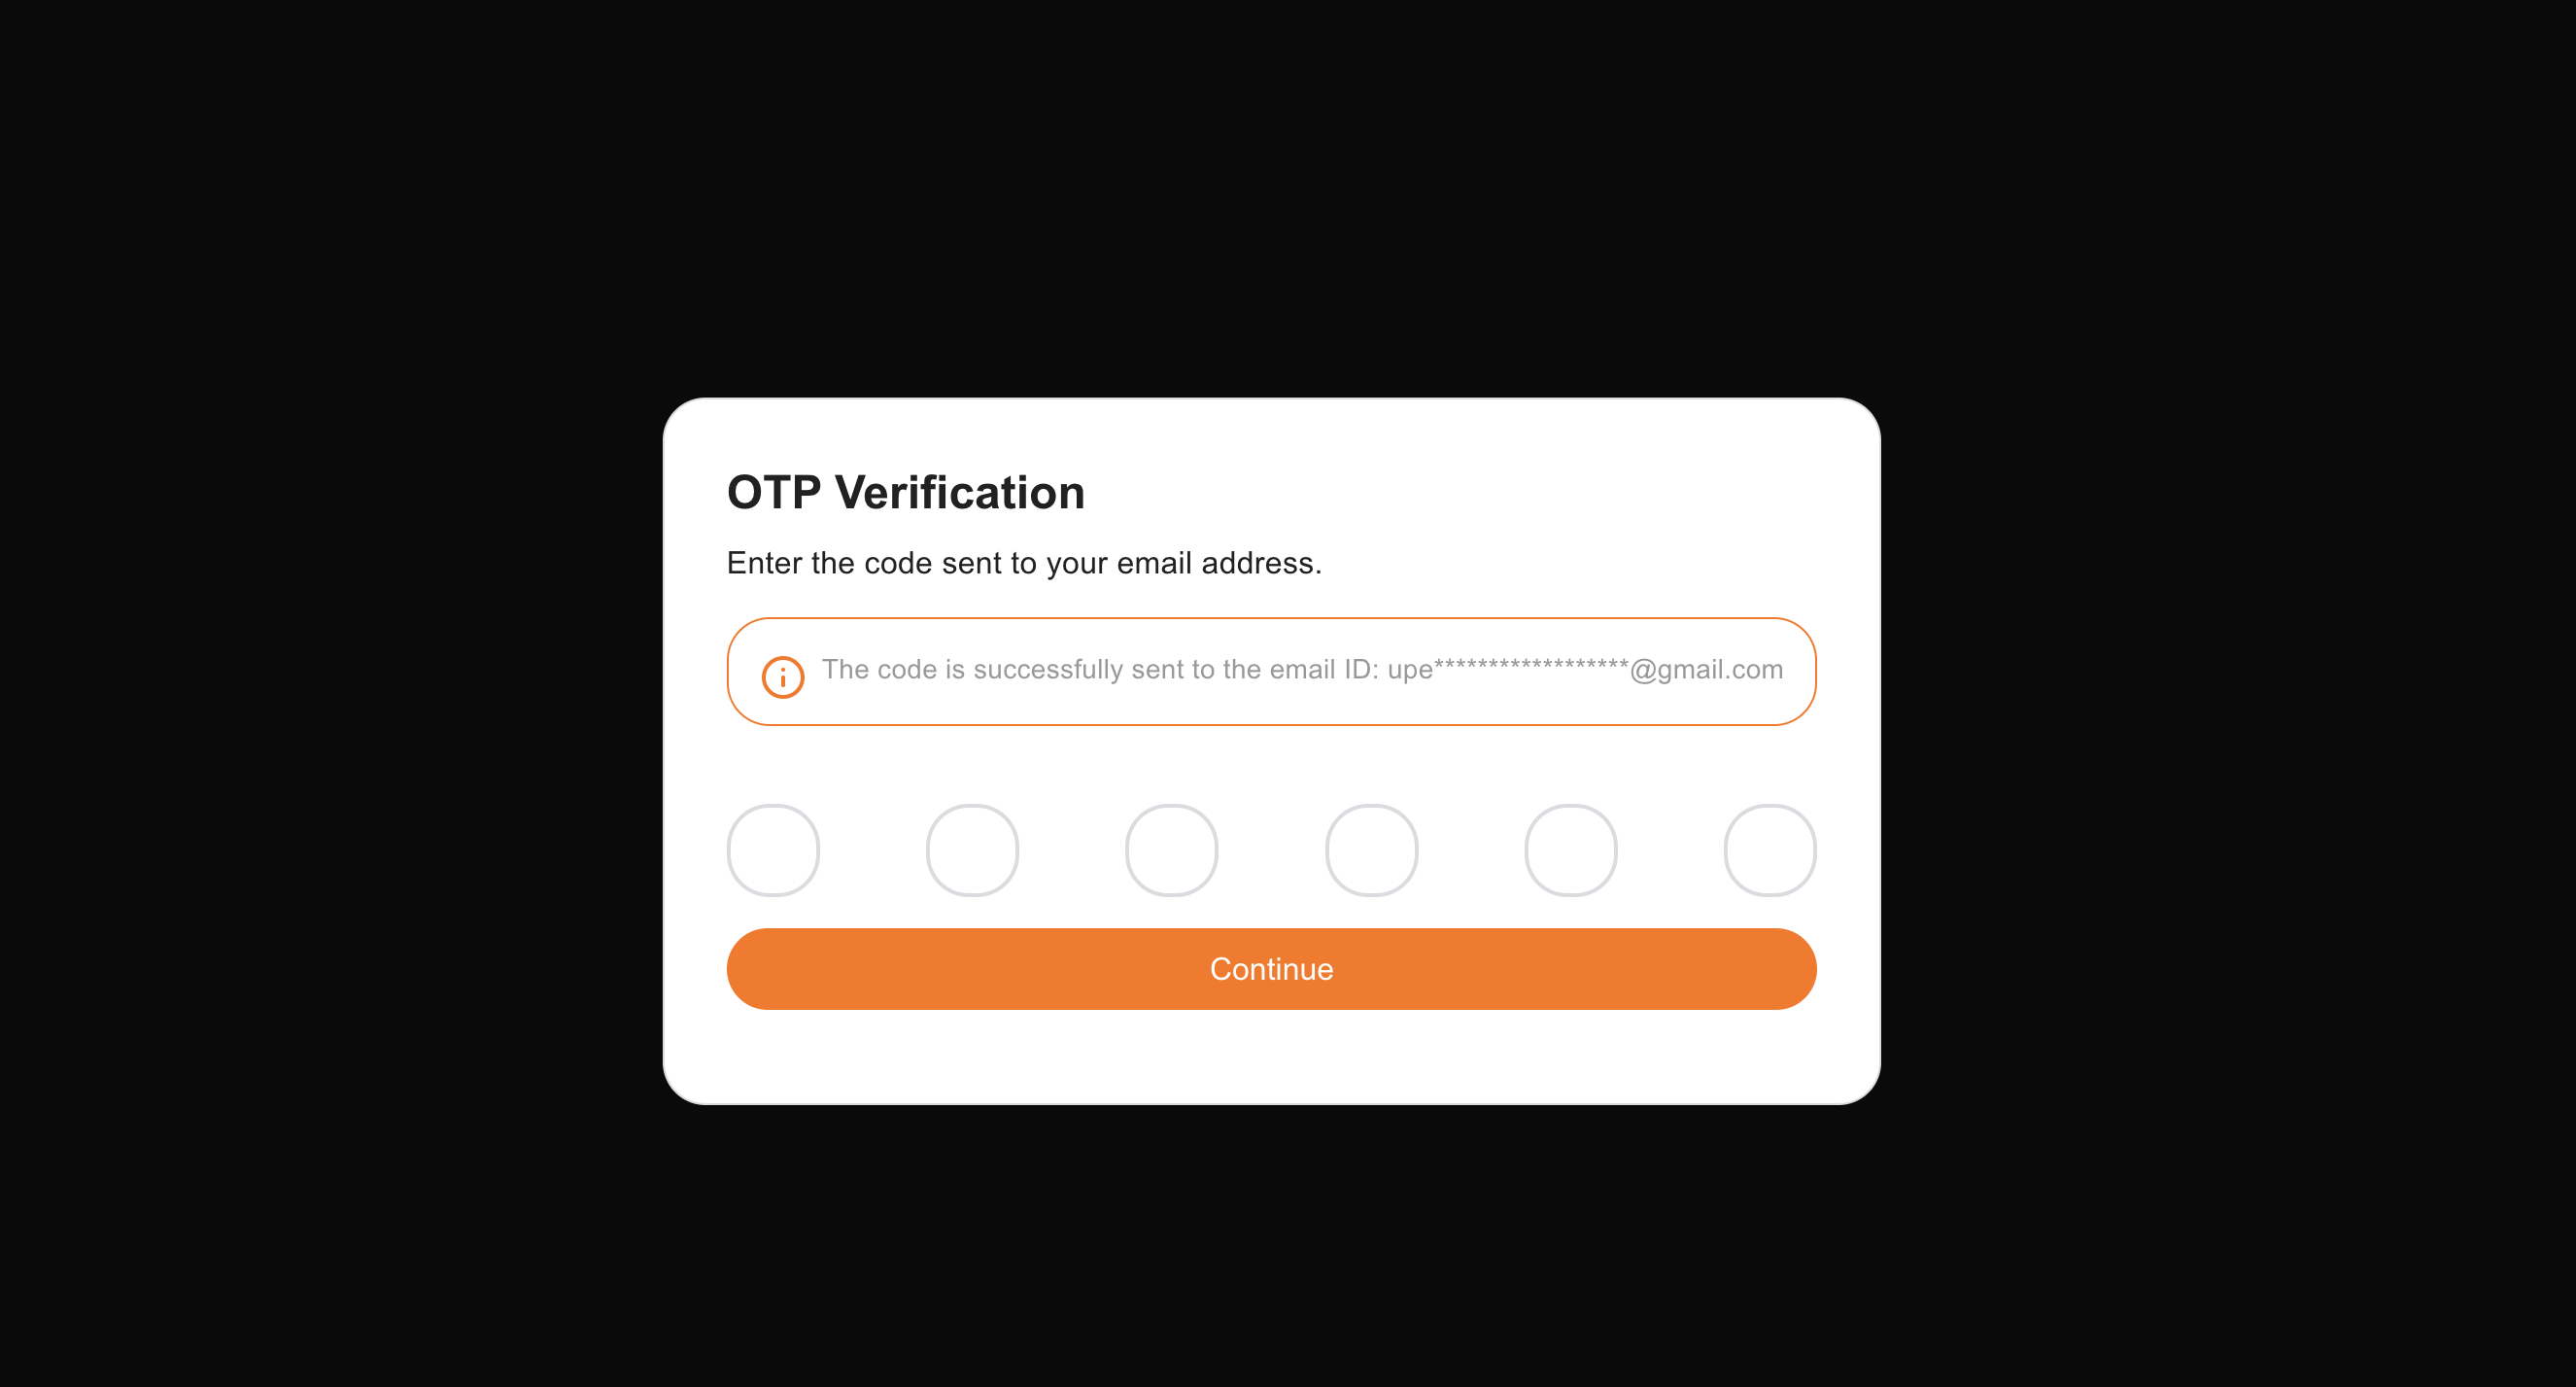 OTP Verification
Enter the code sent to your email address.
The code is successfully sent to the email ID: upe******************@gmail.com
Continue